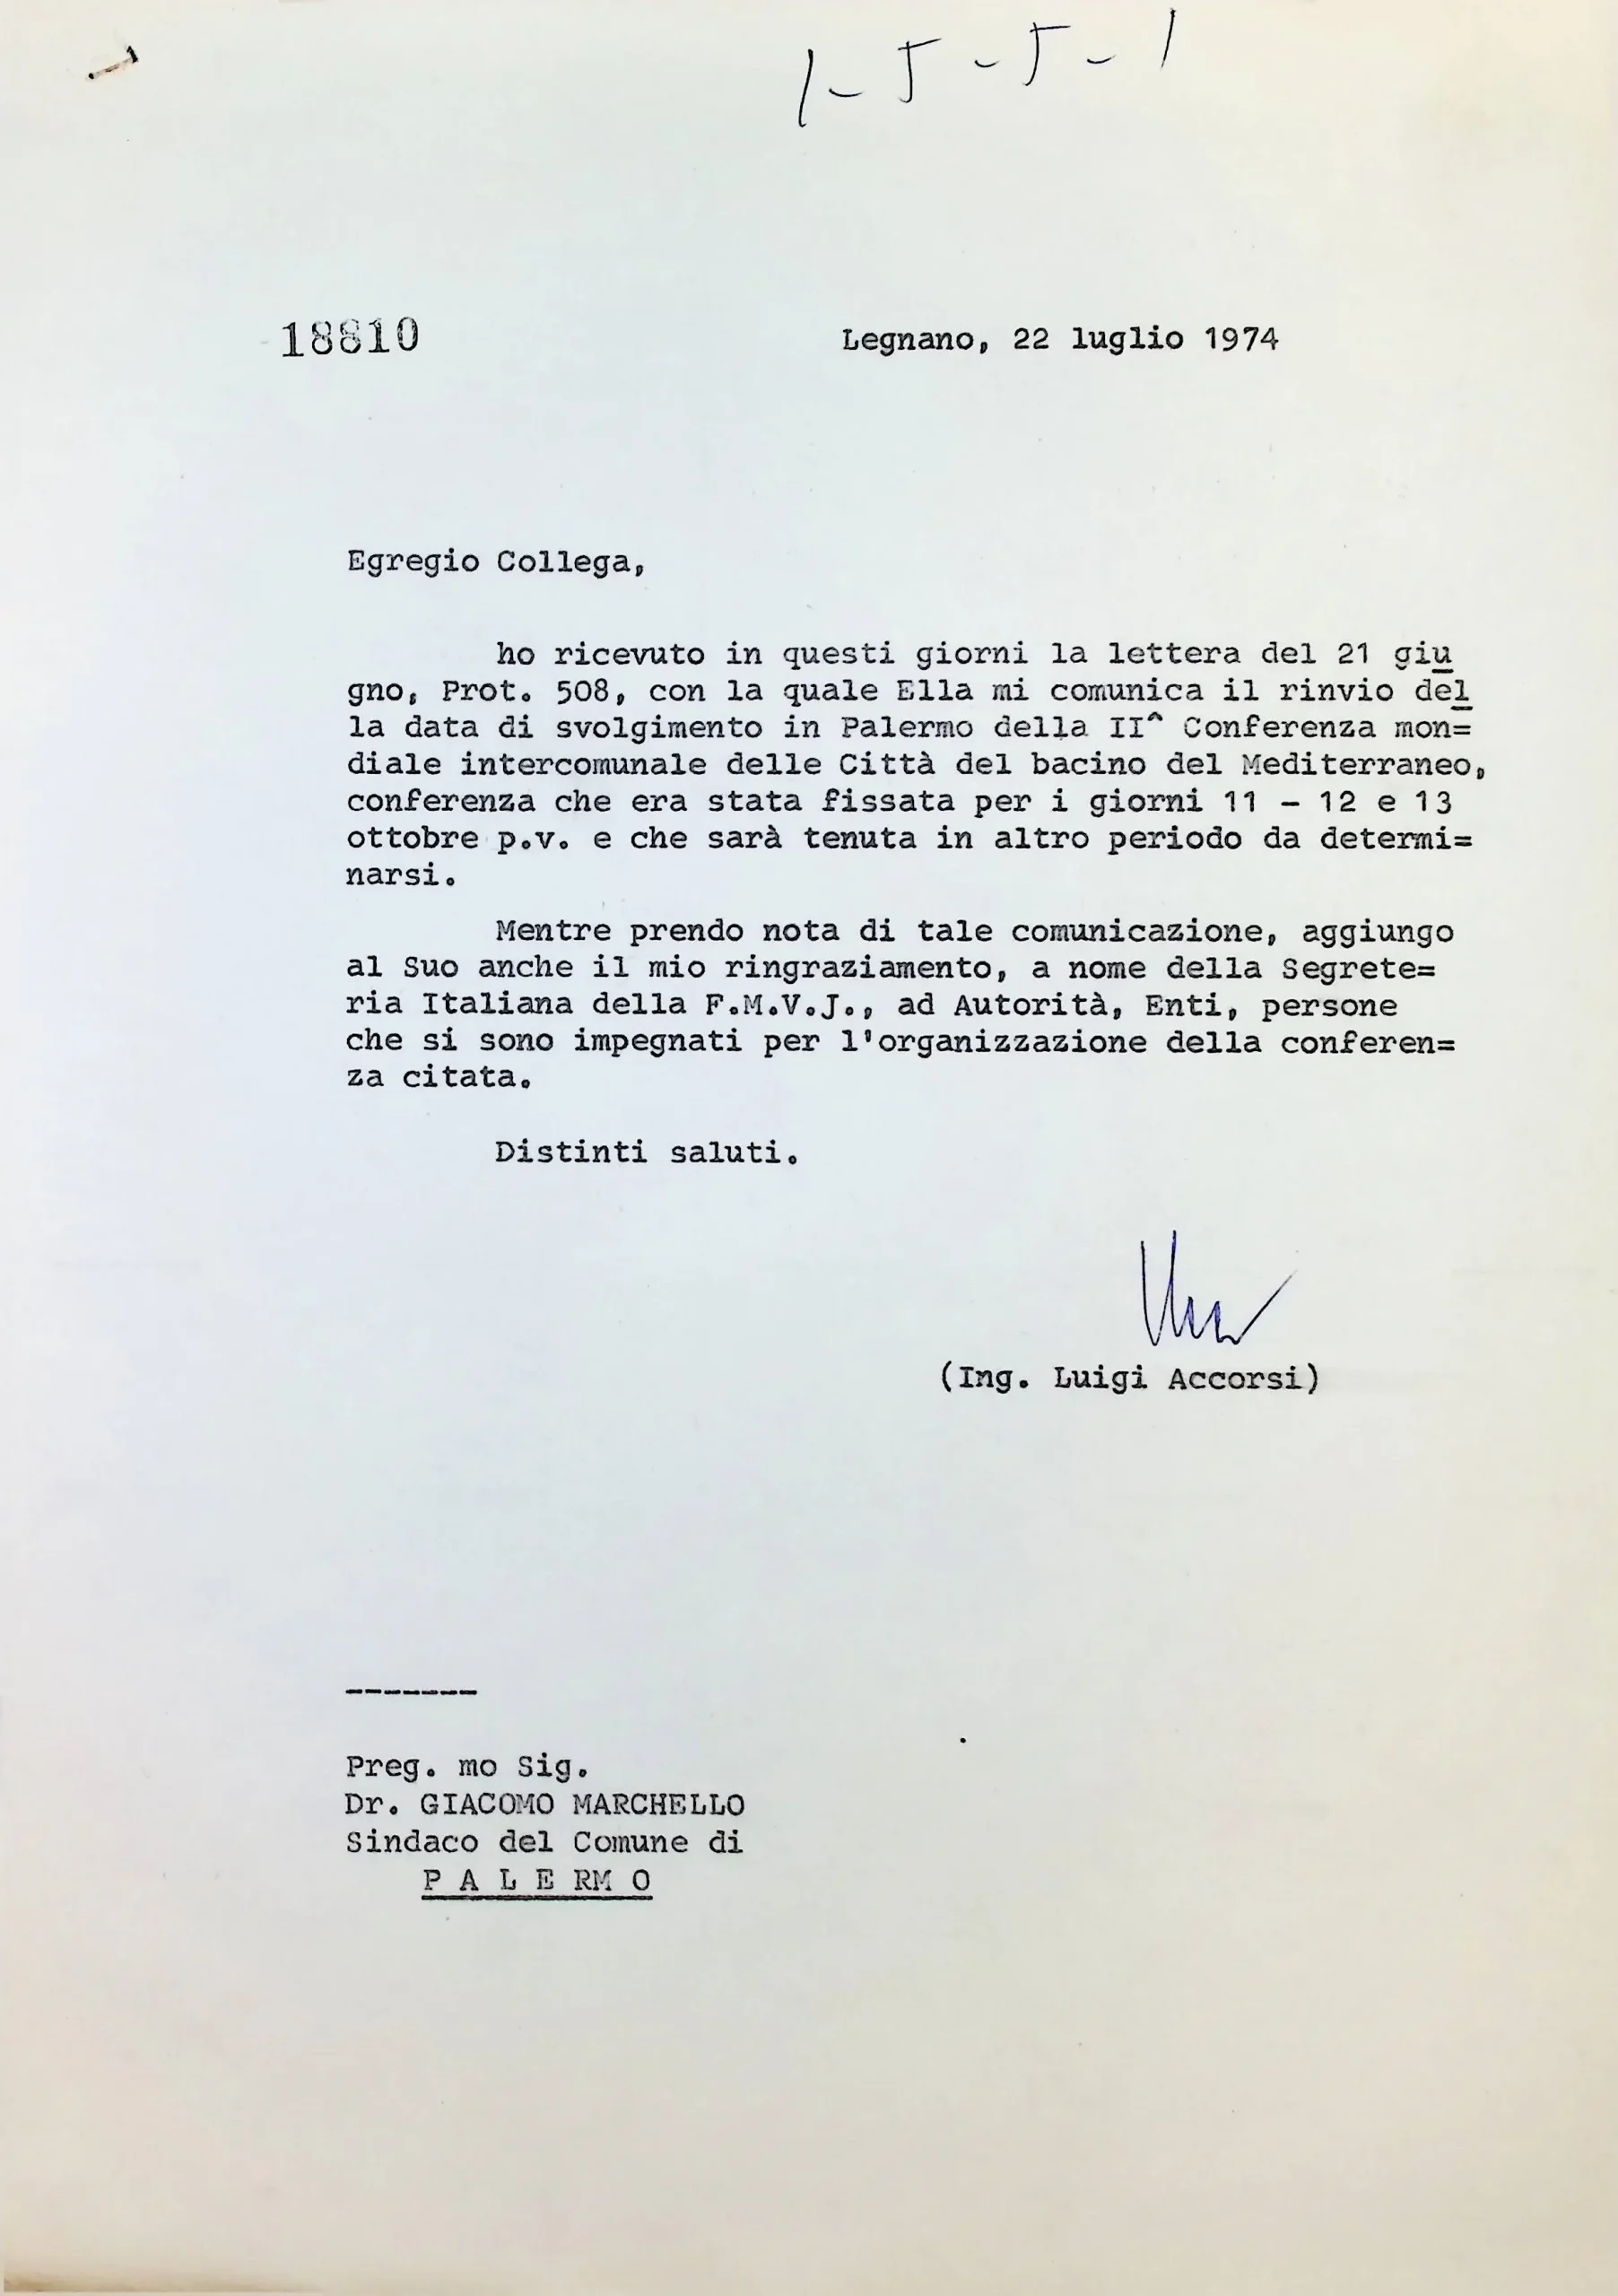 1-5-5-1
18810 Legnano, 22 luglio 1974
Egregio Collega,
ho ricevuto in questi giorni la lettera del 21 giu
gno, Prot. 508, con la quale Ella mi comunica il rinvio del
la data di svolgimento in Palermo della II^ Conferenza mon=
diale intercomunale delle Città del bacino del Mediterraneo,
conferenza che era stata fissata per i giorni 11 - 12 e 13
ottobre p.v. e che sarà tenuta in altro periodo da determi=
narsi.
Mentre prendo nota di tale comunicazione, aggiungo
al Suo anche il mio ringraziamento, a nome della Segrete=
ria Italiana della F.M.V.J., ad Autorità, Enti, persone
che si sono impegnati per l'organizzazione della conferen=
za citata.
Distinti saluti.
(Ing. Luigi Accorsi)
-------
Preg. mo Sig.
Dr. GIACOMO MARCHELLO
Sindaco del Comune di
P A L E RM O